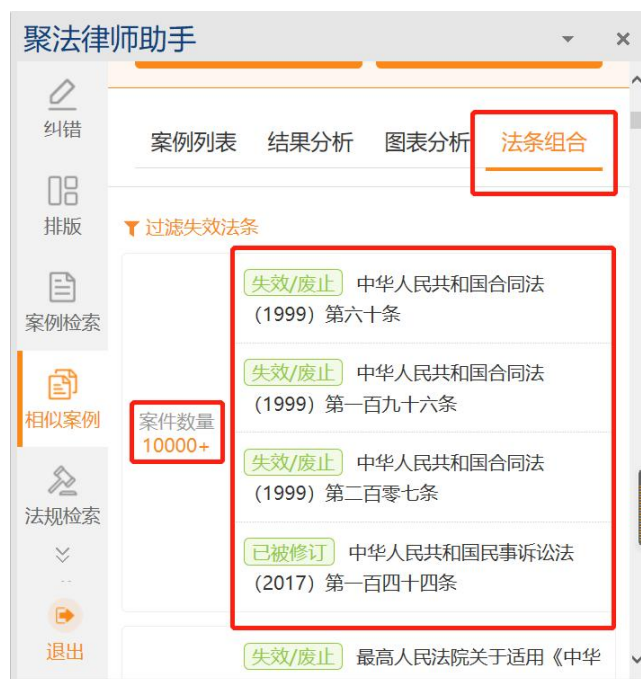 聚法律师助手
纠错
排版
案例检索
相似案例
法规检索
退出
案例列表 结果分析 图表分析 法条组合
过滤失效法条
案件数量
10000+
失效/废止 中华人民共和国合同法
(1999) 第六十条
失效/废止 中华人民共和国合同法
(1999) 第一百九十六条
失效/废止 中华人民共和国合同法
(1999) 第二百零七条
已被修订 中华人民共和国民事诉讼法
(2017) 第一百四十四条
失效/废止 最高人民法院关于适用《中华